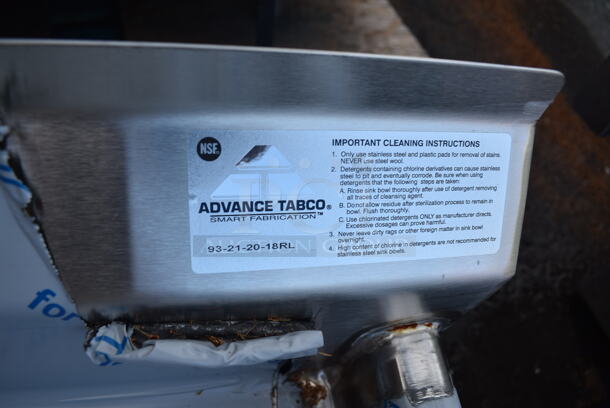 NSF.
ADVANCE TABCO®
SMART FABRICATION™
93-21-20-18RL
IMPORTANT CLEANING INSTRUCTIONS
1. Only use stainless steel and plastic pads for removal of stains.
NEVER use steel wool.
2. Detergents containing chlorine derivatives can cause stainless
steel to pit and eventually corrode. Be sure when using
detergents that the following steps are taken:
A. Rinse sink bowl thoroughly after use of detergent removing
all traces of cleansing agent.
B. Do not allow residue after sterilization process to remain in
bowl. Flush thoroughly.
C. Use chlorinated detergents ONLY as manufacturer directs.
Excessive dosages can prove harmful.
3. Never leave dirty rags or other foreign matter in sink bowl
overnight.
4. High content of chlorine in detergents are not recommended for
stainless steel sink bowls.
for